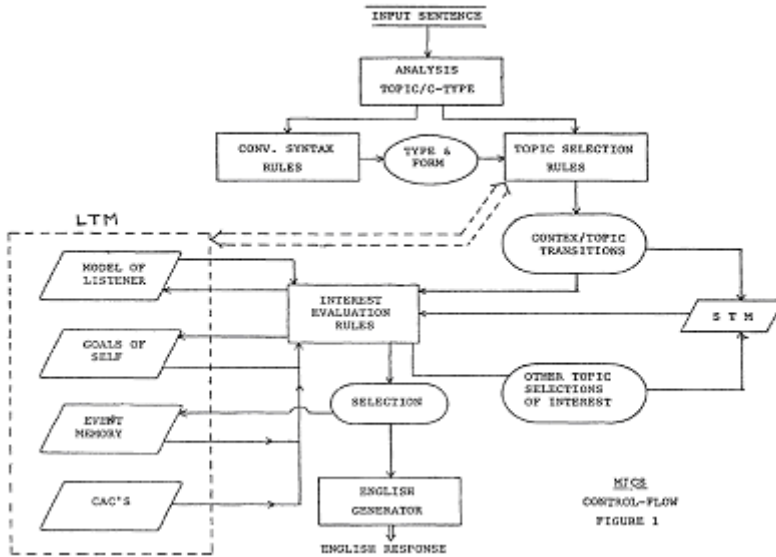 INPUT SENTENCE
ANALYSIS
TOPIC/C-TYPE
CONV. SYNTAX
RULES
TYPE &
FORM
TOPIC SELECTION
RULES
LTM
CONTEX/TOPIC
TRANSITIONS
MODEL OF
LISTENER
INTEREST
EVALUATION
RULES
S T M
GOALS OF
SELF
OTHER TOPIC
SELECTIONS
OF INTEREST
SELECTION
EVENT
MEMORY
CAC'S
ENGLISH
GENERATOR
MICS
CONTROL-FLOW
FIGURE 1
ENGLISH RESPONSE